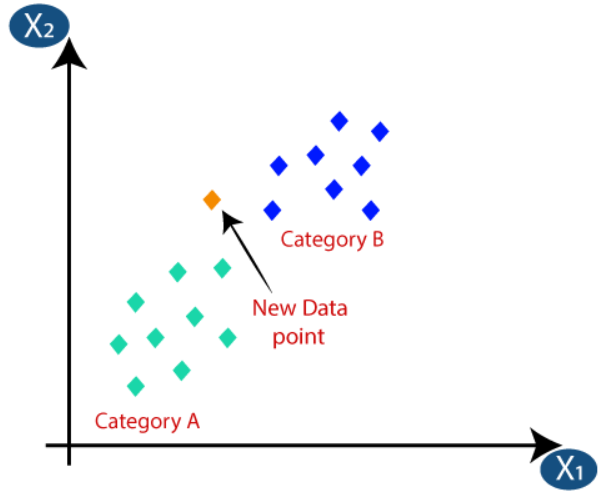 X₂
Category B
New Data
point
Category A
X₁